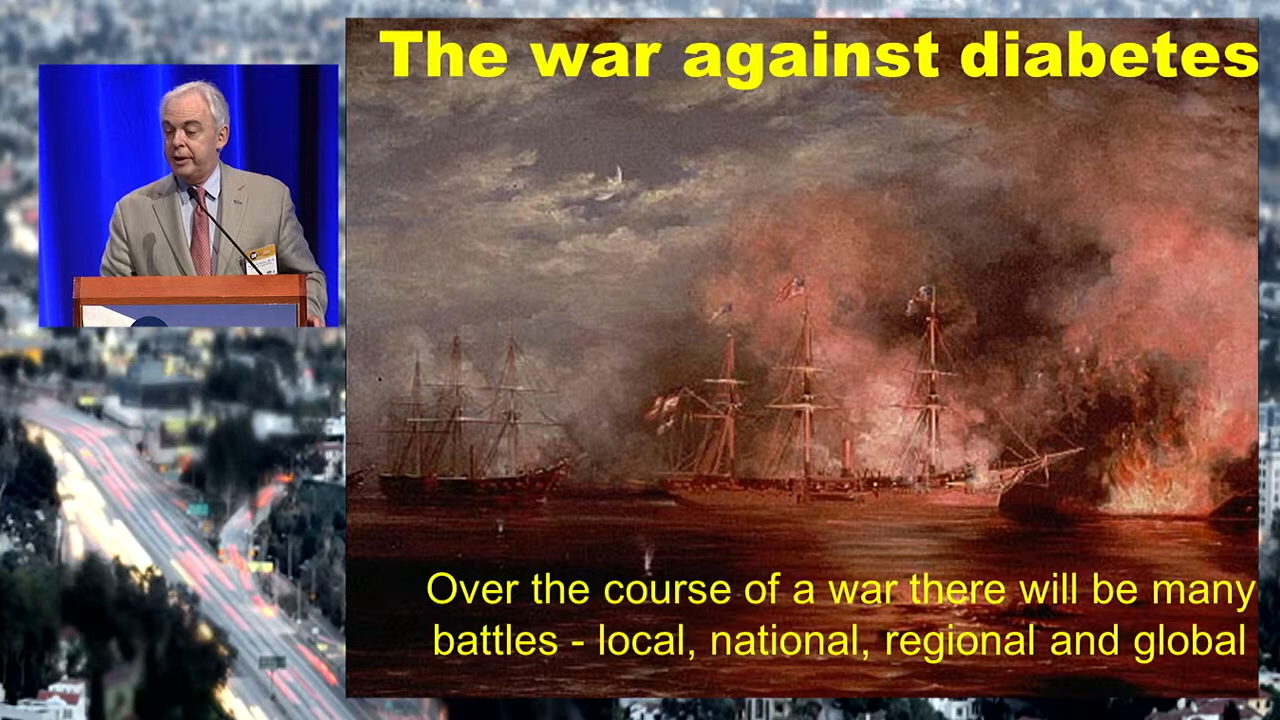 The war against diabetes
Over the course of a war there will be many
battles - local, national, regional and global